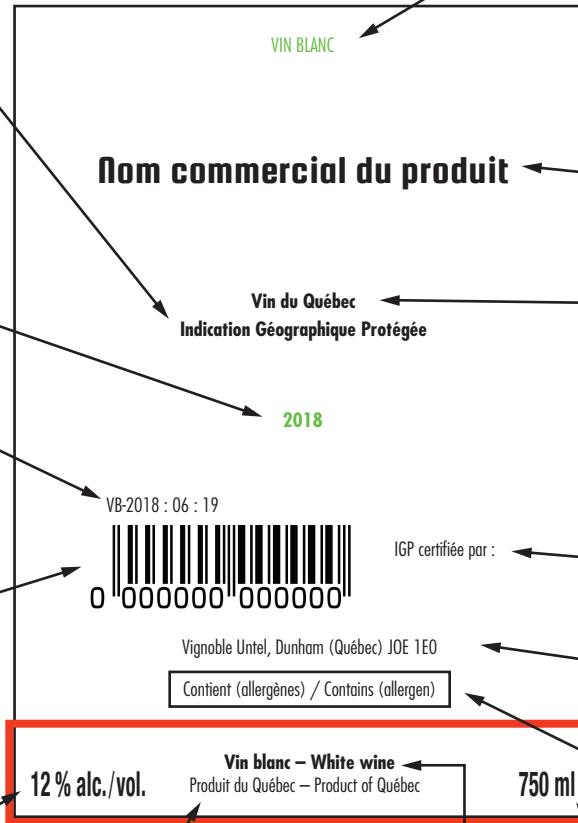 VIN BLANC
Nom commercial du produit
Vin du Québec
Indication Géographique Protégée
2018
VB-2018 : 06 : 19
0 000000 000000
IGP certifiée par :
Vignoble Untel, Dunham (Québec) JOE 1E0
Contient (allergènes) / Contains (allergen)
12 % alc./vol.
Vin blanc – White wine
Produit du Québec – Product of Québec
750 ml